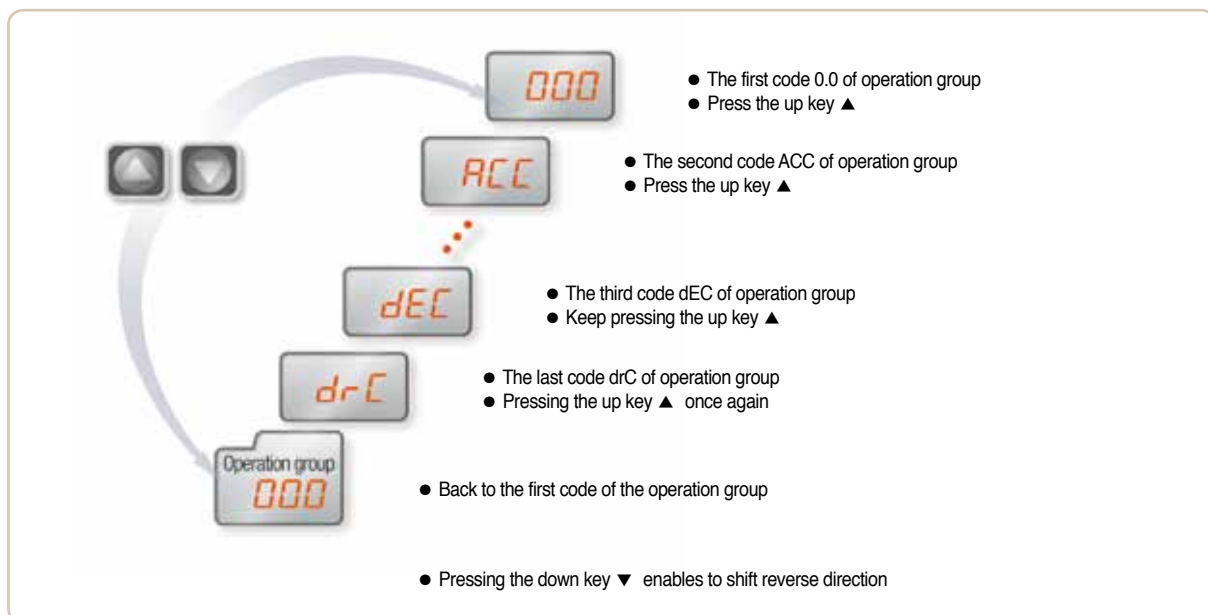 000
● The first code 0.0 of operation group
● Press the up key ▲
ACC
● The second code ACC of operation group
● Press the up key ▲
dEC
● The third code dEC of operation group
● Keep pressing the up key ▲
drC
● The last code drC of operation group
● Pressing the up key ▲ once again
Operation group
000
● Back to the first code of the operation group
● Pressing the down key ▼ enables to shift reverse direction